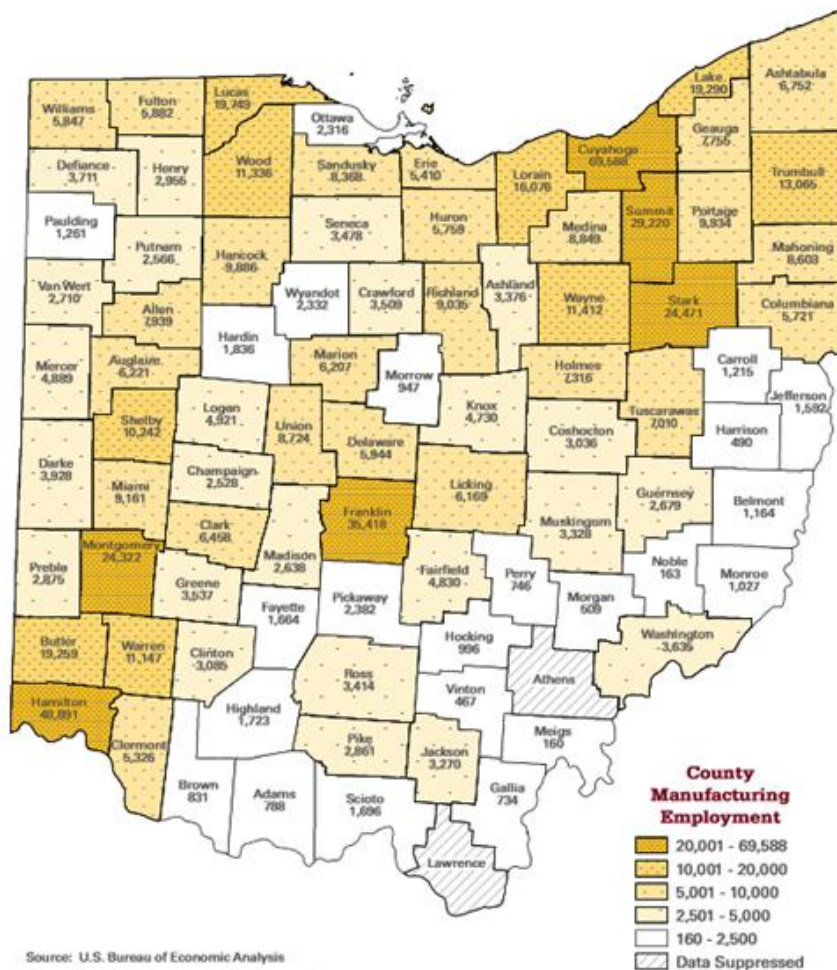 Lake
19,290
Ashtabula
6,752
Williams
5,847
Fulton
5,882
Lucas
19,749
Ottawa
2,316
Geauga
7,755
Cuyahoga
69,588
Defiance
3,711
Henry
2,955
Wood
11,336
Sandusky
8,368
Erie
5,410
Lorain
16,076
Trumbull
13,065
Paulding
1,261
Seneca
3,478
Huron
5,759
Medina
8,849
Summit
29,220
Portage
9,934
Putnam
2,566
Hancock
9,886
Mahoning
8,603
Van Wert
2,710
Wyandot
2,332
Crawford
3,509
Richland
9,035
Ashland
3,376
Wayne
11,412
Stark
24,471
Columbiana
5,721
Allen
7,939
Hardin
1,836
Mercer
4,889
Auglaize
6,221
Marion
6,207
Morrow
947
Holmes
7,316
Carroll
1,215
Jefferson
1,592
Shelby
10,242
Logan
4,921
Union
8,724
Delaware
5,944
Knox
4,730
Coshocton
3,036
Tuscarawas
7,010
Harrison
490
Darke
3,928
Miami
9,161
Champaign
2,528
Licking
6,169
Guernsey
2,679
Belmont
1,164
Clark
6,458
Franklin
35,418
Muskingum
3,328
Montgomery
24,322
Preble
2,875
Greene
3,537
Madison
2,638
Fairfield
4,830
Perry
746
Noble
163
Monroe
1,027
Morgan
509
Fayette
1,664
Pickaway
2,382
Butler
19,259
Warren
11,147
Clinton
3,085
Hocking
996
Washington
3,635
Ross
3,414
Athens
Hamilton
48,891
Highland
1,723
Vinton
467
Clermont
5,326
Pike
2,861
Jackson
3,270
Meigs
160
Brown
831
Adams
788
Scioto
1,696
Gallia
734
Lawrence
County
Manufacturing
Employment
20,001 - 69,588
10,001 - 20,000
5,001 - 10,000
2,501 - 5,000
160 - 2,500
Data Suppressed
Source: U.S. Bureau of Economic Analysis